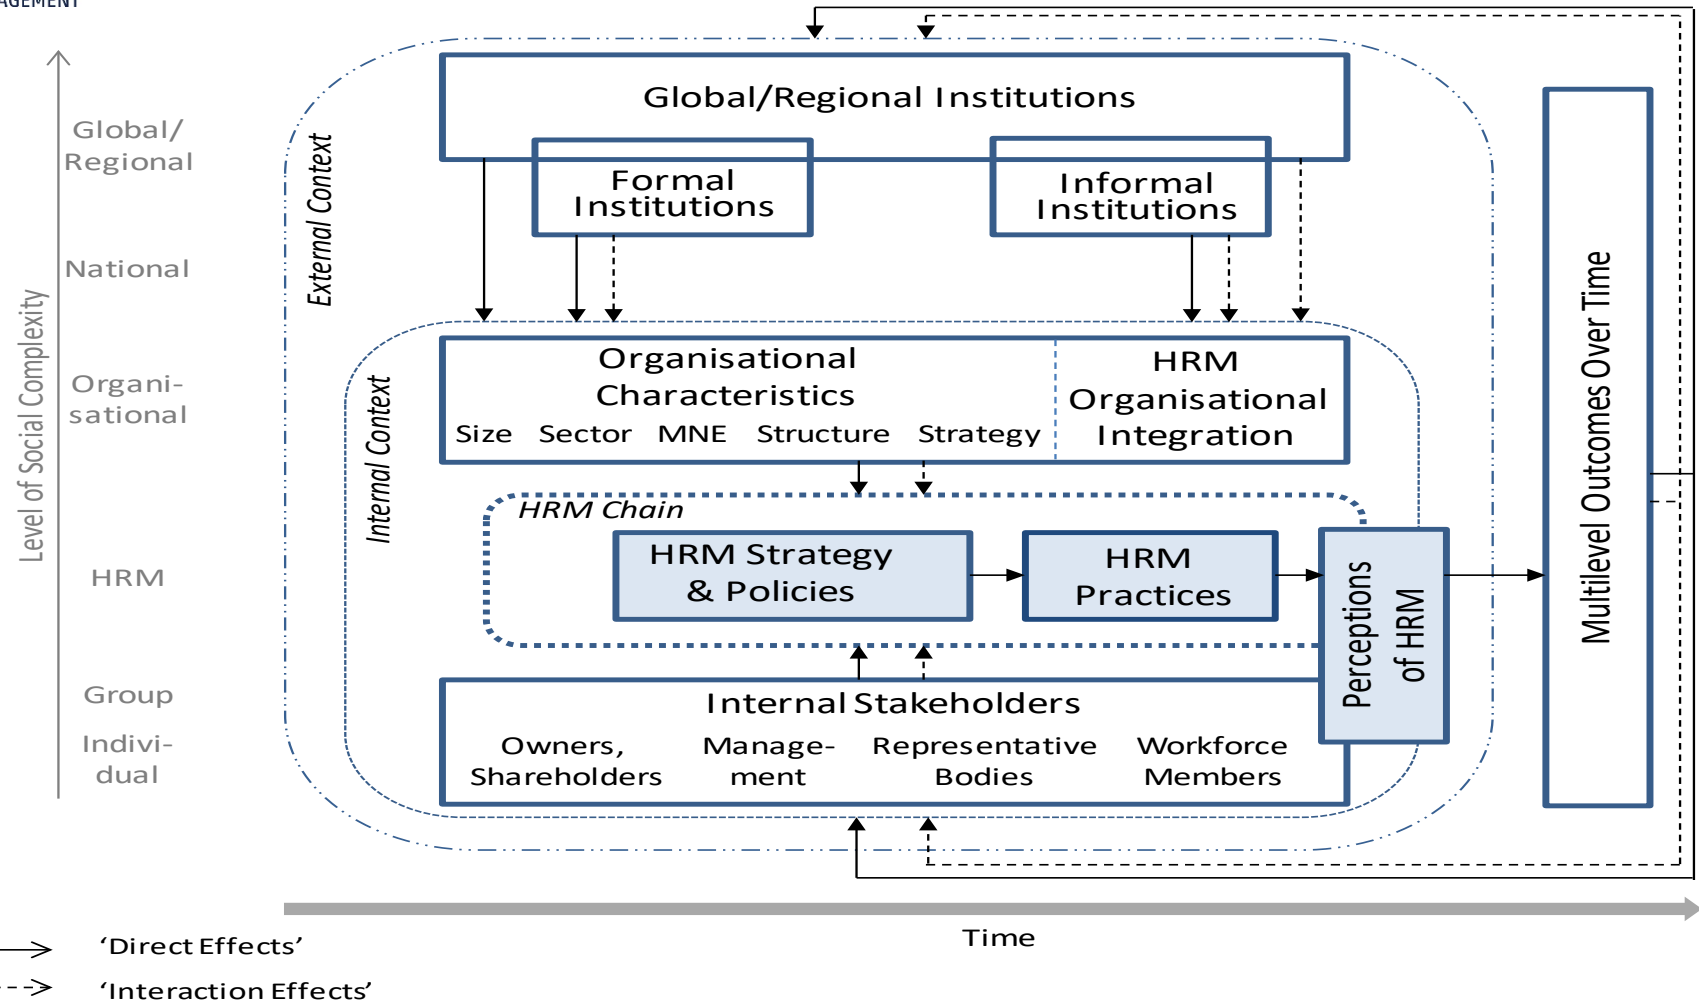 AGEMENT
Global/Regional Institutions
Global/
Regional
External Context
Formal
Institutions
Informal
Institutions
National
Level of Social Complexity
Multilevel Outcomes Over Time
Organi-
sational
Internal Context
Organisational
Characteristics
Size Sector MNE Structure Strategy
HRM
Organisational
Integration
HRM Chain
HRM
HRM Strategy
& Policies
HRM
Practices
Perceptions
of HRM
Group
Indivi-
dual
Internal Stakeholders
Owners,
Shareholders
Manage-
ment
Representative
Bodies
Workforce
Members
Time
‘Direct Effects’
‘Interaction Effects’